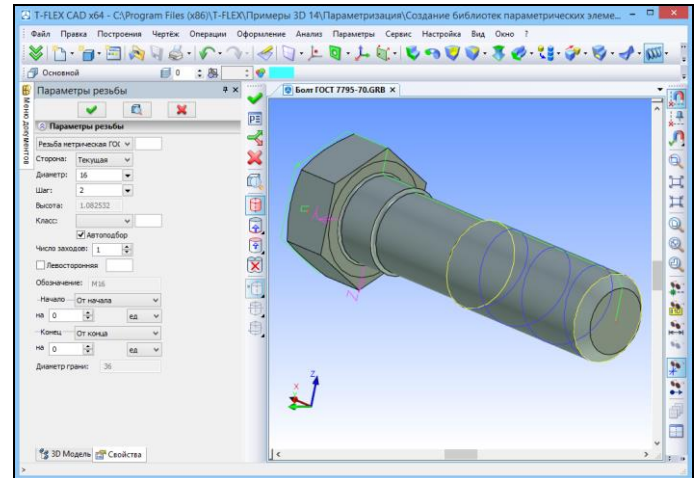 T-FLEX CAD x64 - C:\Program Files (x86)\T-FLEX\Примеры 3D 14\Параметризация\Создание библиотек параметрических элеме...
Файл Правка Построения Чертёж Операции Оформление Анализ Параметры Сервис Настройка Вид Окно ?
Основной 0
Меню документов
Параметры резьбы
Болт ГОСТ 7795-70.GRB
Параметры резьбы
Резьба метрическая ГОС
Сторона: Текущая
Диаметр: 16
Шаг: 2
Высота: 1.082532
Класс:
Автоподбор
Число заходов: 1
Левосторонняя
Обозначение: M16
Начало От начала
на 0 ед
Конец От конца
на 0 ед
Диаметр грани: 36
Z
Z
X
3D Модель Свойства